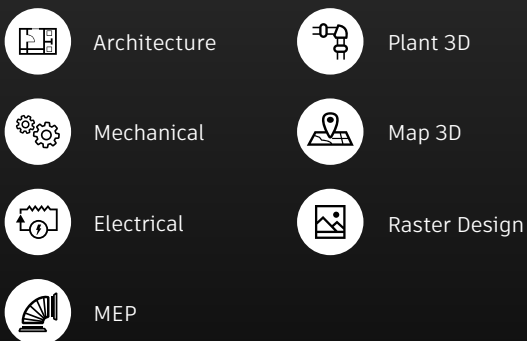 Architecture
Mechanical
Electrical
MEP
Plant 3D
Map 3D
Raster Design